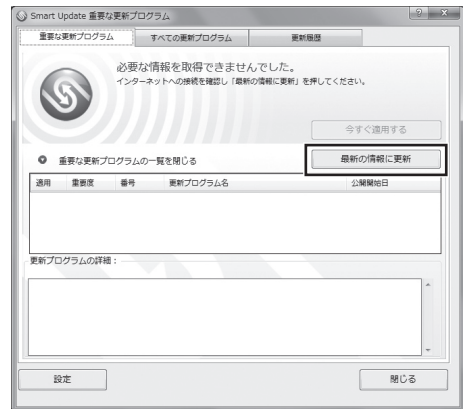 Smart Update 重要な更新プログラム
重要な更新プログラム すべての更新プログラム 更新履歴
必要な情報を取得できませんでした。
インターネットへの接続を確認し「最新の情報に更新」を押してください。
今すぐ適用する
重要な更新プログラムの一覧を閉じる 最新の情報に更新
適用 重要度 番号 更新プログラム名 公開開始日
更新プログラムの詳細：
設定 閉じる